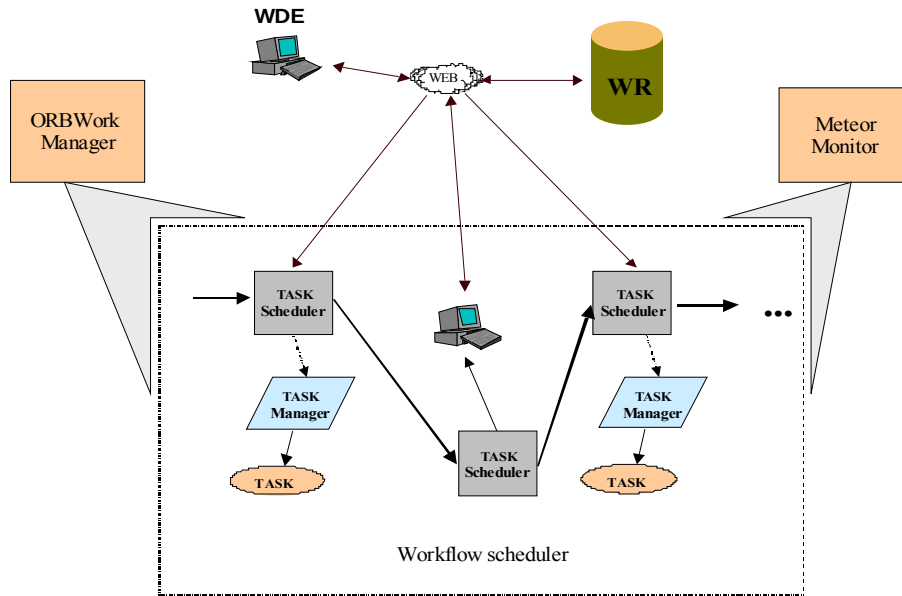 WDE
WEB
WR
ORBWork
Manager
Meteor
Monitor
TASK
Scheduler
TASK
Scheduler
...
TASK
Manager
TASK
Manager
TASK
Scheduler
TASK
TASK
Workflow scheduler